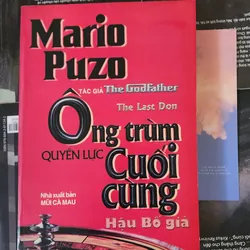 Mario
Puzo
TÁC GIẢ The Godfather
The Last Don
Ông trùm
QUYỀN LỰC
Cuối
cùng
Nhà xuất bản
MŨI CÀ MAU
Hậu Bố già